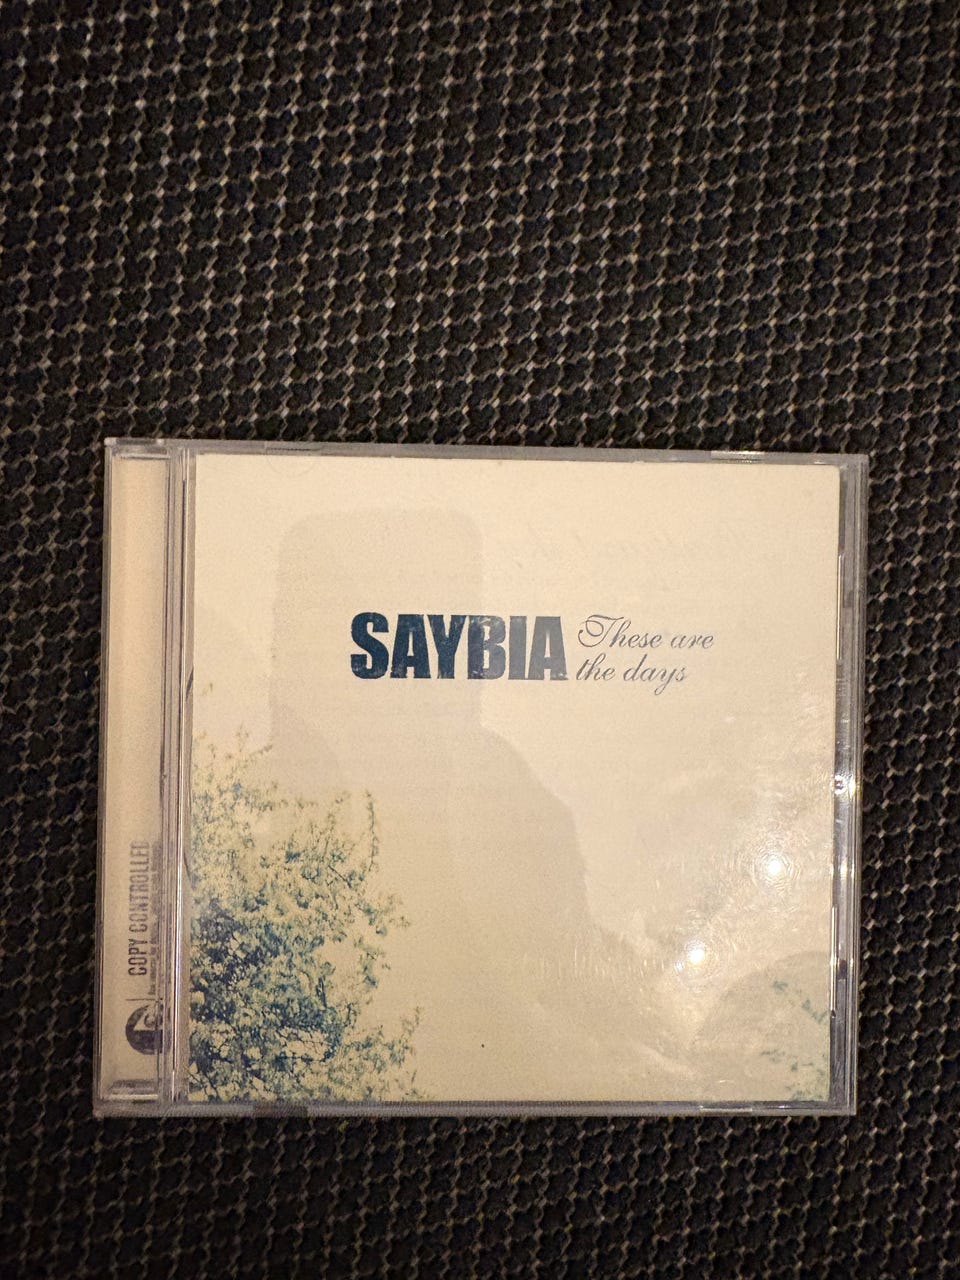 SAYBIA These are
the days
COPY CONTROLLED